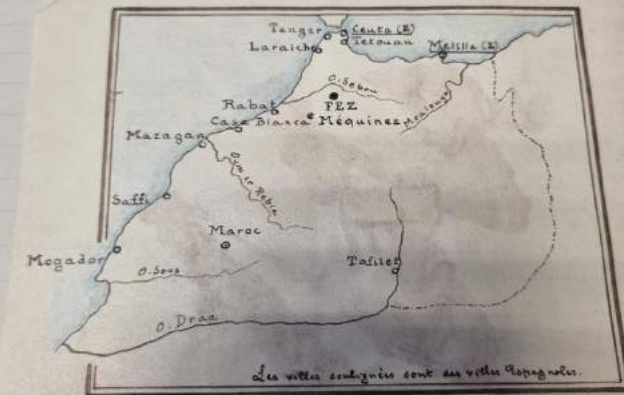 Tanger
Ceuta (E)
Tetouan
Laraiche
Melilla (E)
O. Sebou
FEZ
Moulouya
Rabat
Casa Blanca
Méquinez
Mazagan
Oum er Rebia
Saffi
Maroc
Mogador
Tafilet
O. Sous
O. Draa
Les villes soulignées sont des villes Espagnoles.